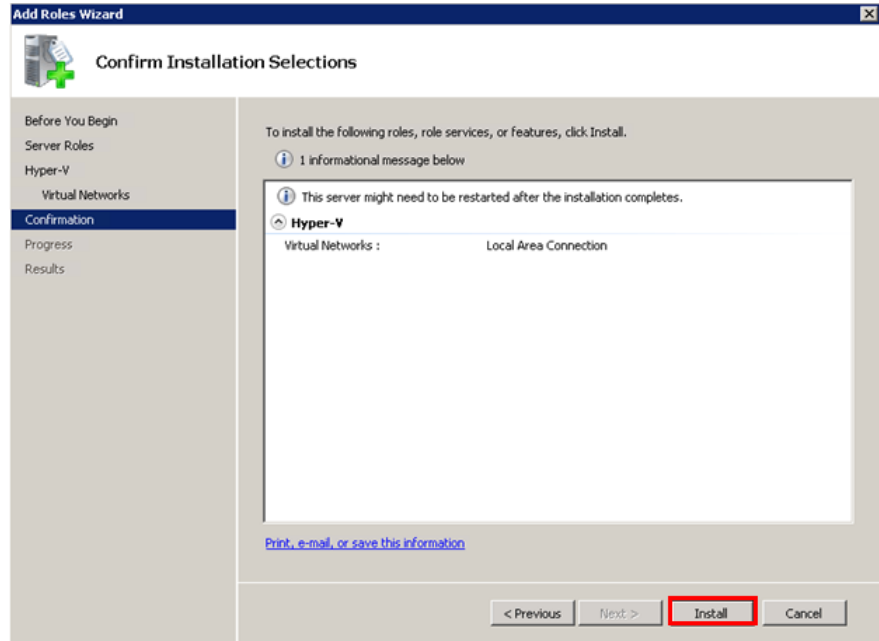 Add Roles Wizard
Confirm Installation Selections
Before You Begin
Server Roles
Hyper-V
Virtual Networks
Confirmation
Progress
Results
To install the following roles, role services, or features, click Install.
1 informational message below
This server might need to be restarted after the installation completes.
Hyper-V
Virtual Networks : Local Area Connection
Print, e-mail, or save this information
< Previous Next > Install Cancel